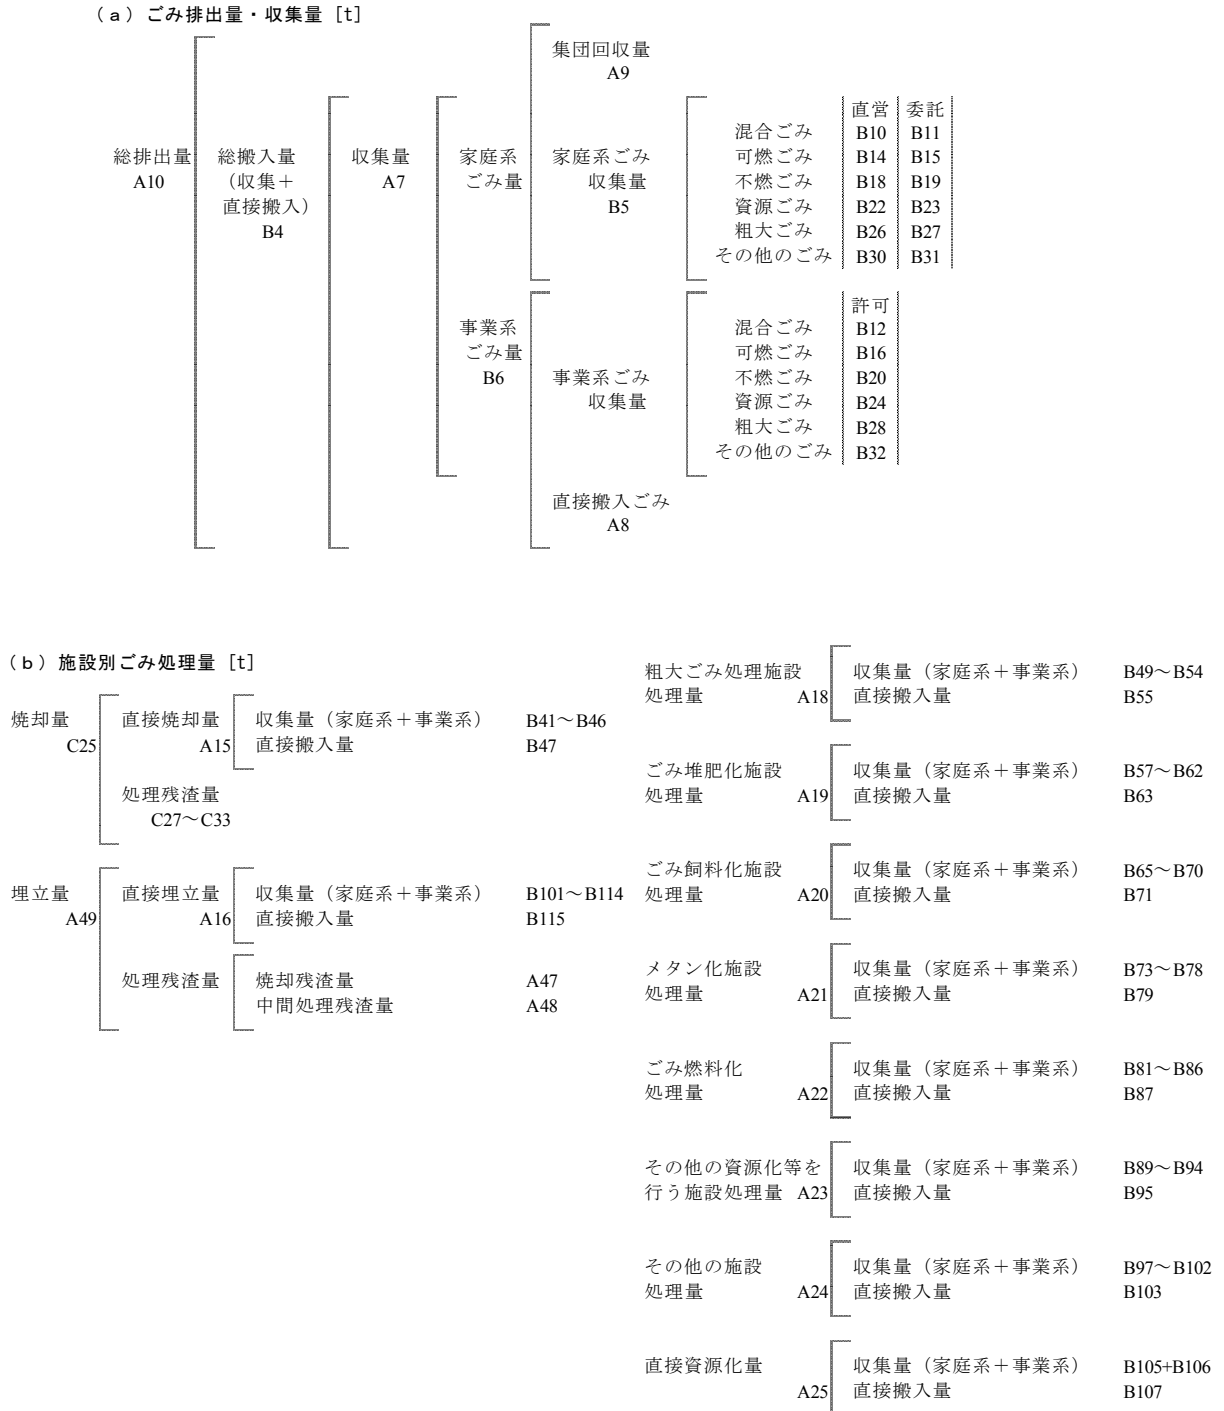 （ａ）ごみ排出量・収集量［t］
集団回収量
A9
直営 委託
混合ごみ B10 B11
総排出量 総搬入量 収集量 家庭系 家庭系ごみ 可燃ごみ B14 B15
A10 （収集＋ A7 ごみ量 収集量 不燃ごみ B18 B19
直接搬入） B5 資源ごみ B22 B23
B4 粗大ごみ B26 B27
その他のごみ B30 B31
許可
事業系 混合ごみ B12
ごみ量 可燃ごみ B16
B6 事業系ごみ 不燃ごみ B20
収集量 資源ごみ B24
粗大ごみ B28
その他のごみ B32
直接搬入ごみ
A8
（ｂ）施設別ごみ処理量［t］
焼却量 直接焼却量 収集量（家庭系＋事業系） B41～B46
C25 A15 直接搬入量 B47
処理残渣量
C27～C33
埋立量 直接埋立量 収集量（家庭系＋事業系） B101～B114
A49 A16 直接搬入量 B115
処理残渣量 焼却残渣量 A47
中間処理残渣量 A48
粗大ごみ処理施設 収集量（家庭系＋事業系） B49～B54
処理量 A18 直接搬入量 B55
ごみ堆肥化施設 収集量（家庭系＋事業系） B57～B62
処理量 A19 直接搬入量 B63
ごみ飼料化施設 収集量（家庭系＋事業系） B65～B70
処理量 A20 直接搬入量 B71
メタン化施設 収集量（家庭系＋事業系） B73～B78
処理量 A21 直接搬入量 B79
ごみ燃料化 収集量（家庭系＋事業系） B81～B86
処理量 A22 直接搬入量 B87
その他の資源化等を 収集量（家庭系＋事業系） B89～B94
行う施設処理量 A23 直接搬入量 B95
その他の施設 収集量（家庭系＋事業系） B97～B102
処理量 A24 直接搬入量 B103
直接資源化量 収集量（家庭系＋事業系） B105+B106
A25 直接搬入量 B107